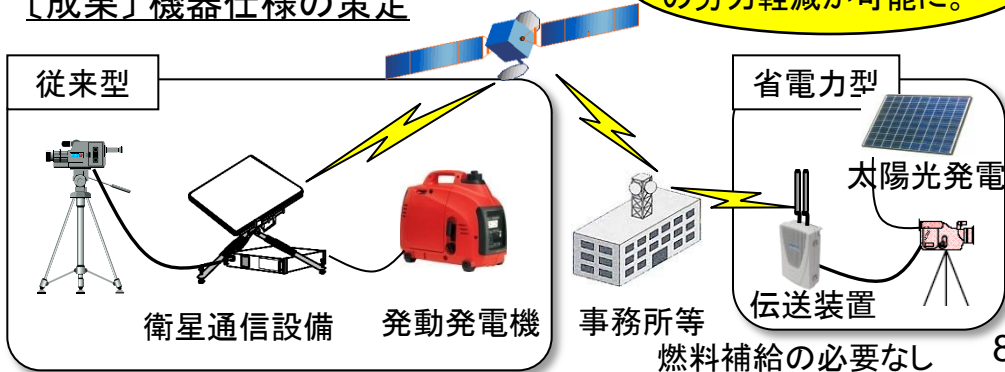 〔成果〕機器仕様の策定
の労力軽減が可能に。
従来型
省電力型
太陽光発電
衛星通信設備
発動発電機
事務所等
伝送装置
燃料補給の必要なし
8